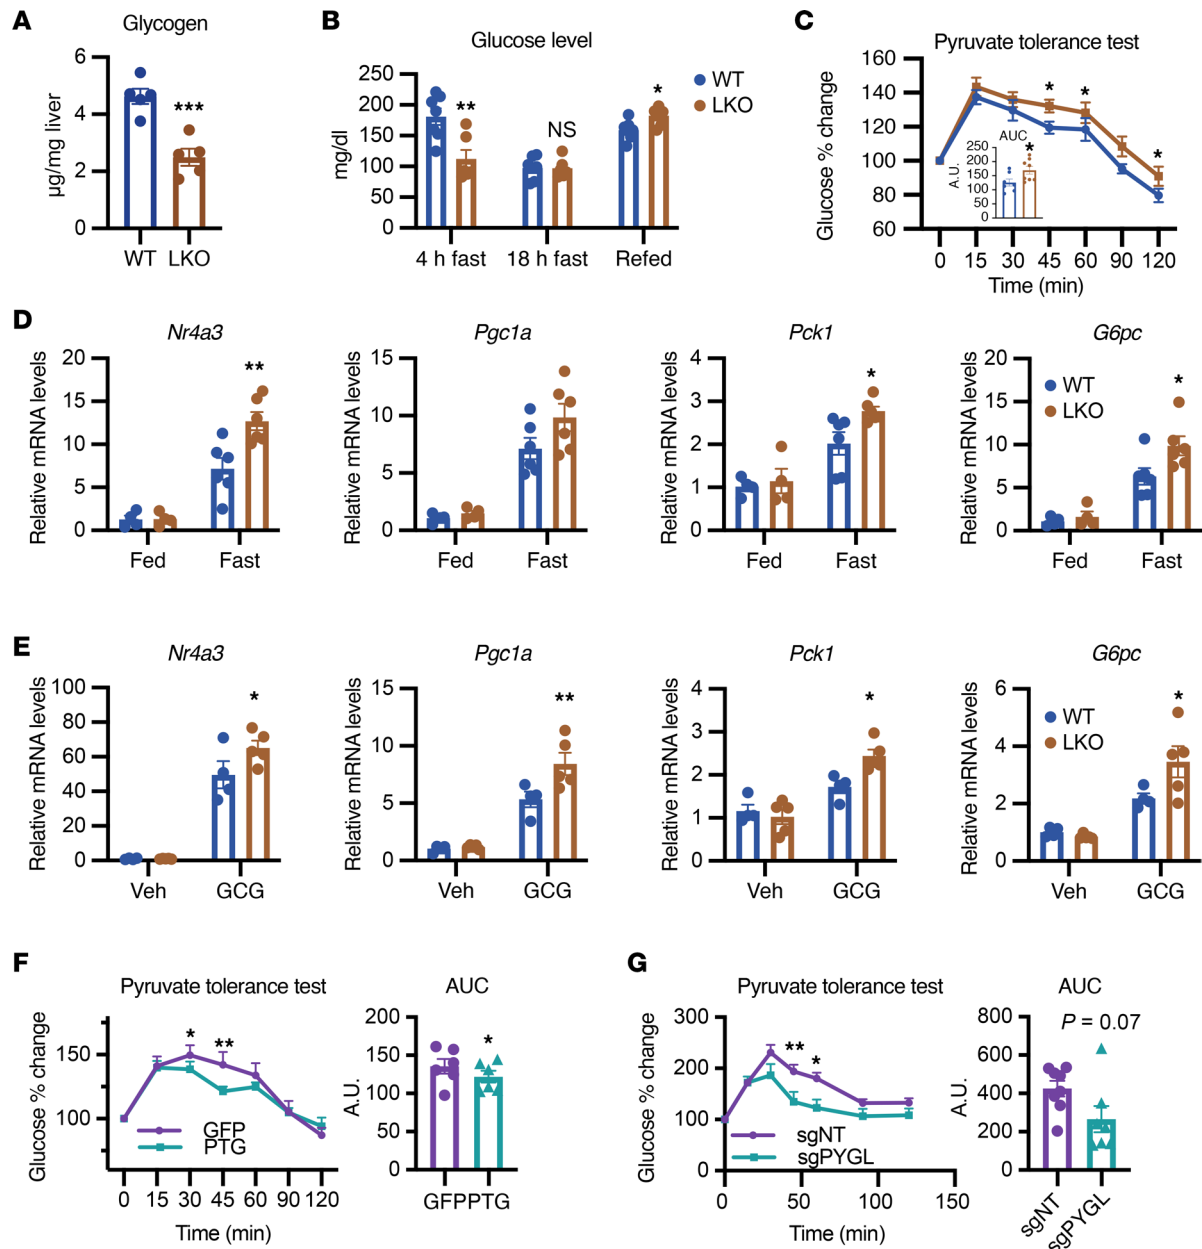 A
Glycogen
µg/mg liver
6
4
2
0
***
WT LKO
B
Glucose level
mg/dl
250
200
150
100
50
0
**
NS
*
4 h fast 18 h fast Refed
WT
LKO
C
Pyruvate tolerance test
Glucose % change
160
140
120
100
80
60
* * *
AUC
A.U.
250
200
150
100
50
0
*
0 15 30 45 60 90 120
Time (min)
D
Nr4a3
Relative mRNA levels
20
15
10
5
0
**
Fed Fast
Pgc1a
Relative mRNA levels
15
10
5
0
Fed Fast
Pck1
Relative mRNA levels
4
3
2
1
0
*
Fed Fast
G6pc
Relative mRNA levels
20
15
10
5
0
WT
LKO
*
Fed Fast
E
Nr4a3
Relative mRNA levels
100
80
60
40
20
0
*
Veh GCG
Pgc1a
Relative mRNA levels
15
10
5
0
**
Veh GCG
Pck1
Relative mRNA levels
4
3
2
1
0
*
Veh GCG
G6pc
Relative mRNA levels
6
4
2
0
WT
LKO
*
Veh GCG
F
Pyruvate tolerance test
Glucose % change
150
100
* **
GFP
PTG
0 15 30 45 60 90 120
Time (min)
AUC
A.U.
200
150
100
50
0
*
GFPPTG
G
Pyruvate tolerance test
Glucose % change
300
200
100
0
** *
sgNT
sgPYGL
0 50 100 150
Time (min)
AUC
A.U.
800
600
400
200
0
P = 0.07
sgNT
sgPYGL